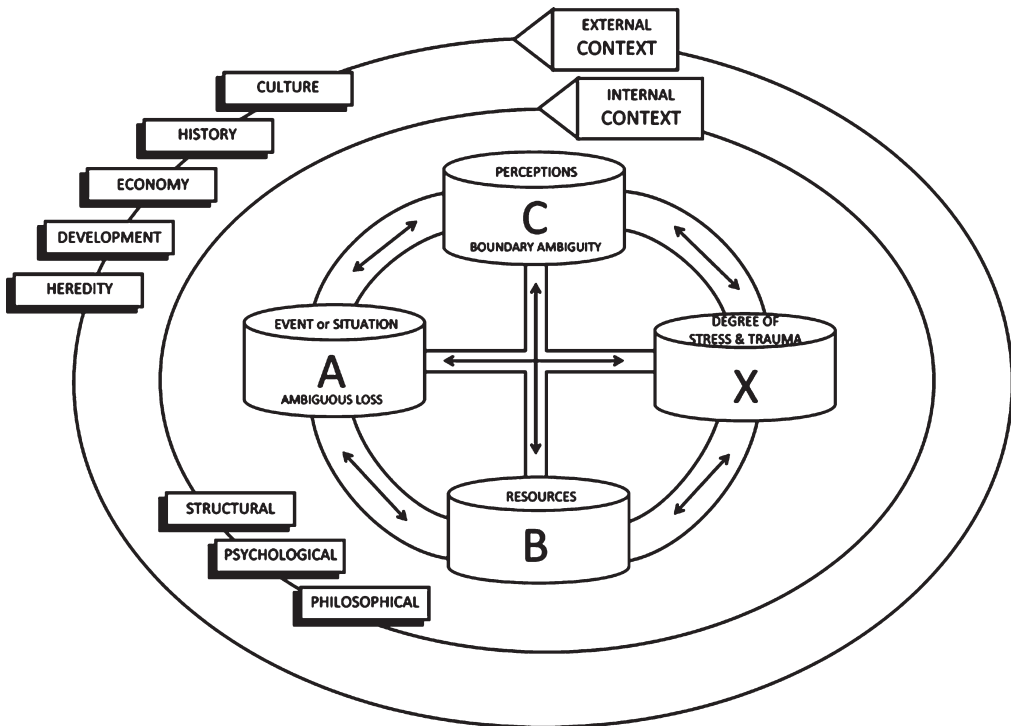 EXTERNAL
CONTEXT
INTERNAL
CONTEXT
CULTURE
HISTORY
ECONOMY
DEVELOPMENT
HEREDITY
PERCEPTIONS
C
BOUNDARY AMBIGUITY
EVENT or SITUATION
A
AMBIGUOUS LOSS
DEGREE OF
STRESS & TRAUMA
X
RESOURCES
B
STRUCTURAL
PSYCHOLOGICAL
PHILOSOPHICAL